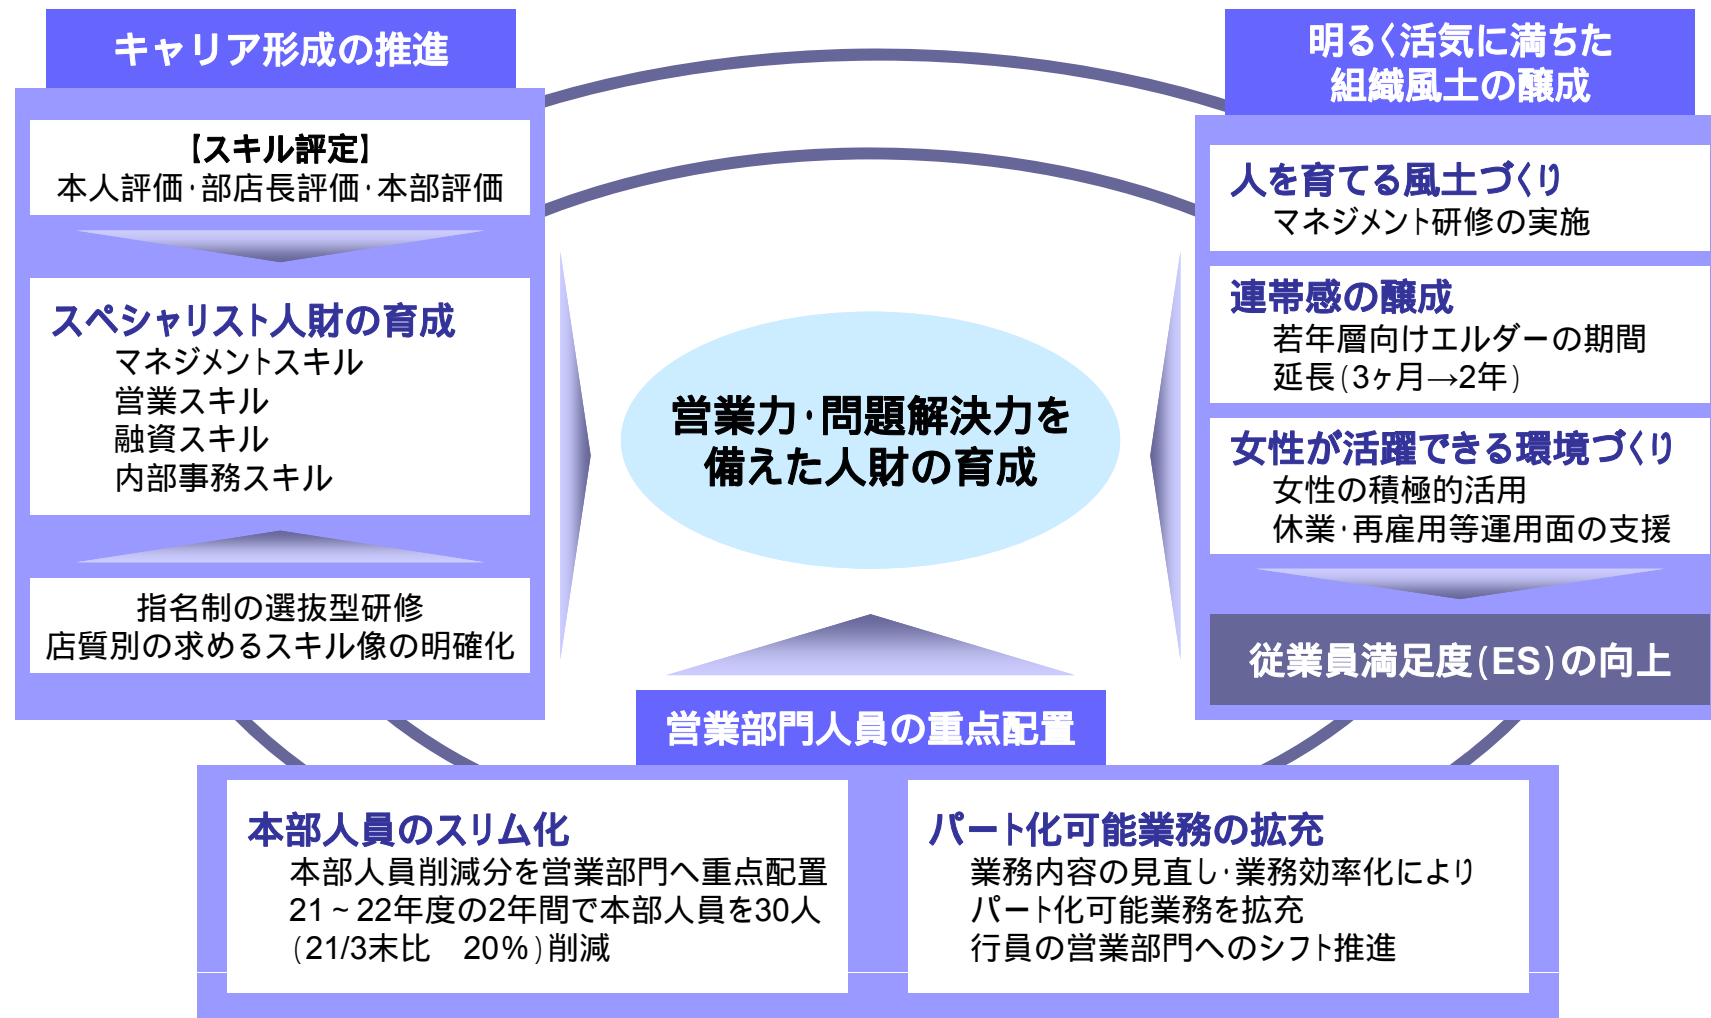 キャリア形成の推進
【スキル評定】
本人評価・部店長評価・本部評価
スペシャリスト人財の育成
マネジメントスキル
営業スキル
融資スキル
内部事務スキル
指名制の選抜型研修
店質別の求めるスキル像の明確化
営業力・問題解決力を
備えた人財の育成
明るく活気に満ちた
組織風土の醸成
人を育てる風土づくり
マネジメント研修の実施
連帯感の醸成
若年層向けエルダーの期間
延長(3ヶ月→2年)
女性が活躍できる環境づくり
女性の積極的活用
休業・再雇用等運用面の支援
従業員満足度(ES)の向上
営業部門人員の重点配置
本部人員のスリム化
本部人員削減分を営業部門へ重点配置
21~22年度の2年間で本部人員を30人
(21/3末比 20%)削減
パート化可能業務の拡充
業務内容の見直し・業務効率化により
パート化可能業務を拡充
行員の営業部門へのシフト推進